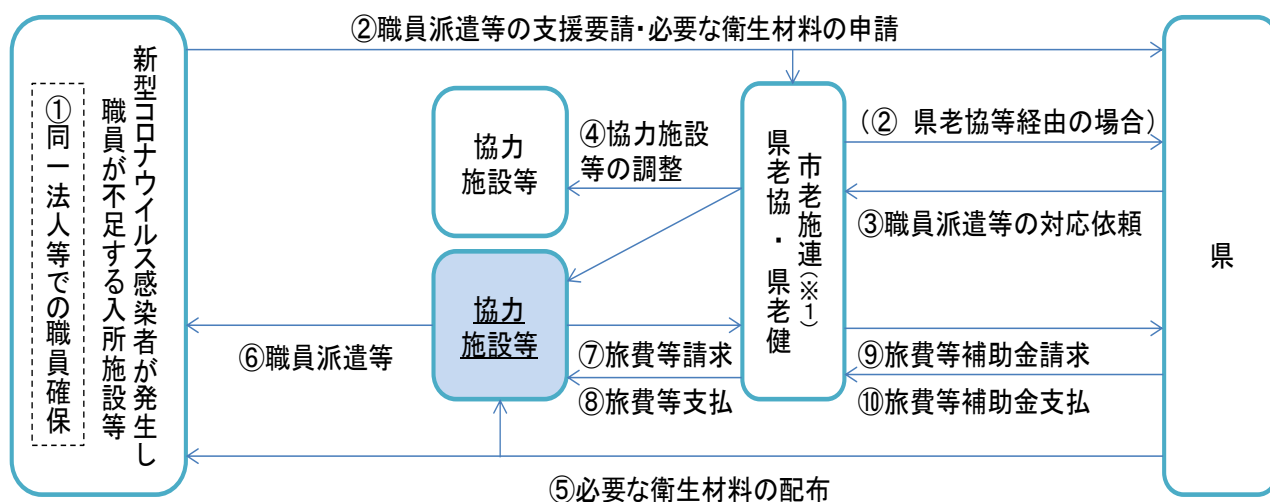 ②職員派遣等の支援要請・必要な衛生材料の申請
新型コロナウイルス感染者が発生し
職員が不足する入所施設等
①同一法人等での職員確保
協力
施設等
④協力施設
等の調整
市老施連(※1)
県老協・県老健
(② 県老協等経由の場合)
③職員派遣等の対応依頼
県
協力
施設等
⑥職員派遣等
⑦旅費等請求
⑧旅費等支払
⑨旅費等補助金請求
⑩旅費等補助金支払
⑤必要な衛生材料の配布